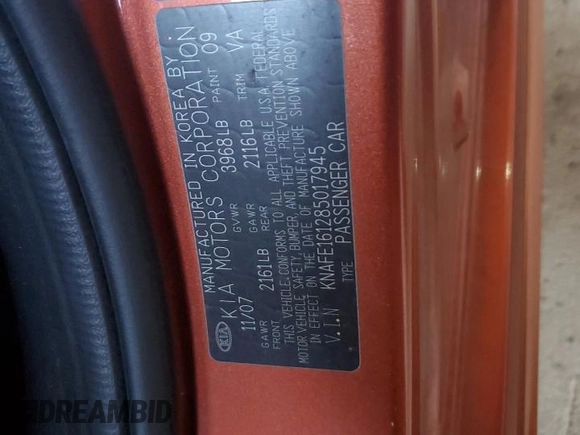 KIA
MANUFACTURED IN KOREA BY:
KIA MOTORS CORPORATION
11/07 GVWR 3968LB PAINT 09
GAWR FRONT 2161LB GAWR REAR 2116LB TRIM VA
THIS VEHICLE CONFORMS TO ALL APPLICABLE U.S.A. FEDERAL
MOTOR VEHICLE SAFETY, BUMPER, AND THEFT PREVENTION STANDARDS
IN EFFECT ON THE DATE OF MANUFACTURE SHOWN ABOVE
V.I.N KNAFE161285017945
TYPE PASSENGER CAR
DREAMBID